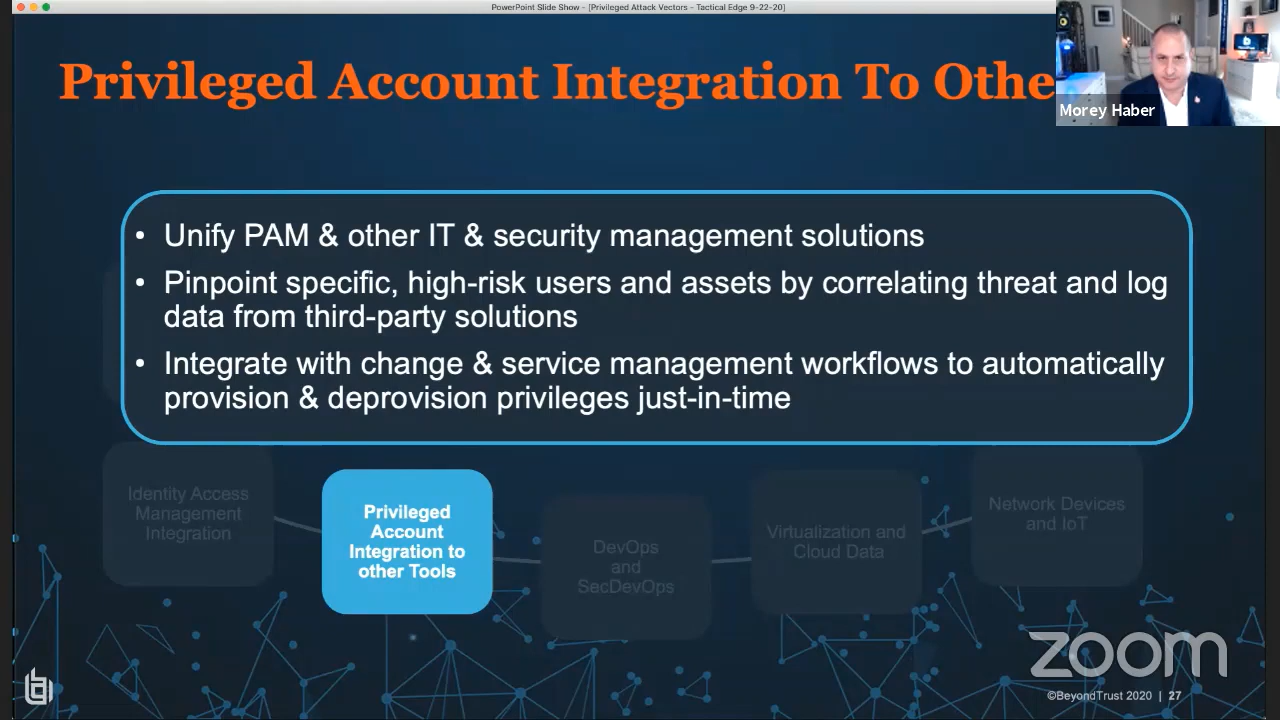 PowerPoint Slide Show - [Privileged Attack Vectors - Tactical Edge 9-22-20]
Privileged Account Integration To Othe
Morey Haber
• Unify PAM & other IT & security management solutions
• Pinpoint specific, high-risk users and assets by correlating threat and log
data from third-party solutions
• Integrate with change & service management workflows to automatically
provision & deprovision privileges just-in-time
Identity Access
Management
Integration
Privileged
Account
Integration to
other Tools
DevOps
and
SecDevOps
Virtualization and
Cloud Data
Network Devices
and IoT
zoom
©BeyondTrust 2020 | 27